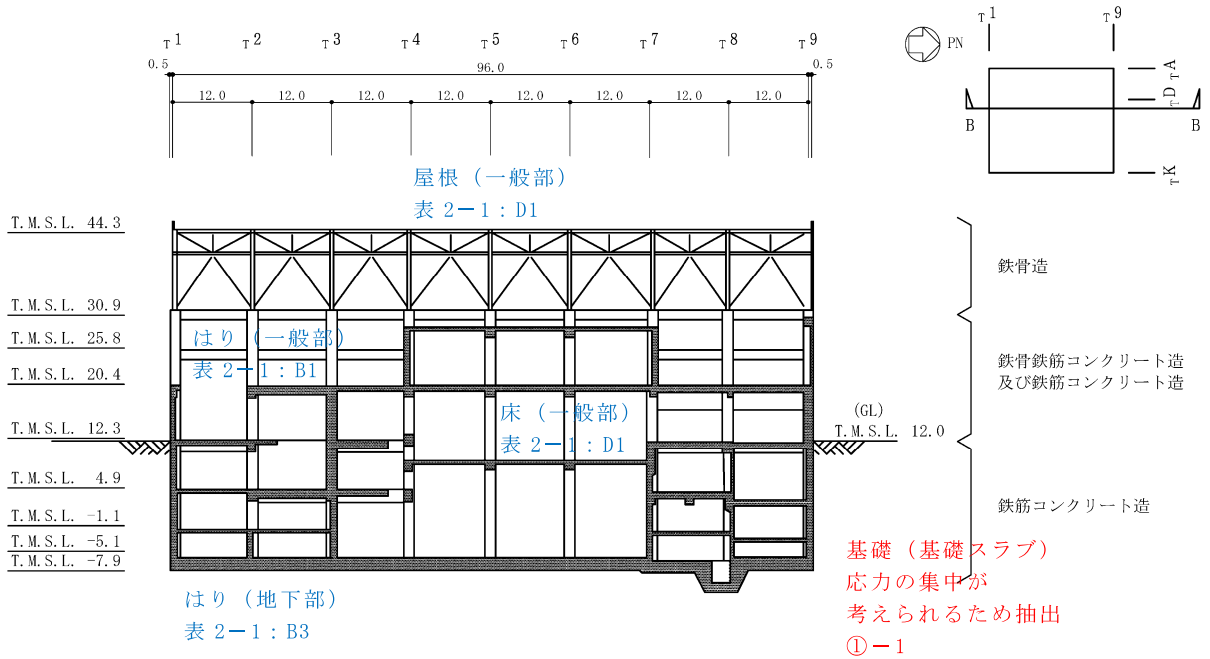 T1 T2 T3 T4 T5 T6 T7 T8 T9
0.5 96.0 0.5
12.0 12.0 12.0 12.0 12.0 12.0 12.0 12.0
PN
T1 T9
TA
TD
B B
TK
屋根（一般部）
表 2－1：D1
T.M.S.L. 44.3
鉄骨造
T.M.S.L. 30.9
はり（一般部）
表 2－1：B1
T.M.S.L. 25.8
T.M.S.L. 20.4
鉄骨鉄筋コンクリート造
及び鉄筋コンクリート造
床（一般部）
表 2－1：D1
T.M.S.L. 12.3
(GL)
T.M.S.L. 12.0
T.M.S.L. 4.9
鉄筋コンクリート造
T.M.S.L. -1.1
T.M.S.L. -5.1
T.M.S.L. -7.9
基礎（基礎スラブ）
応力の集中が
考えられるため抽出
①－1
はり（地下部）
表 2－1：B3